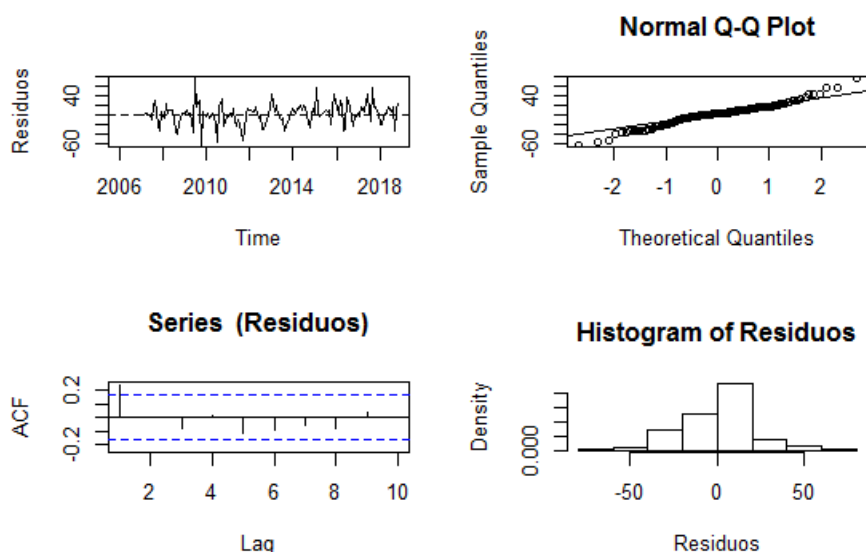 Residuos
40
-60
2006
2010
2014
2018
Time
Normal Q-Q Plot
Sample Quantiles
40
-60
-2
-1
0
1
2
Theoretical Quantiles
Series (Residuos)
ACF
0.2
-0.2
2
4
6
8
10
Lag
Histogram of Residuos
Density
0.000
-50
0
50
Residuos